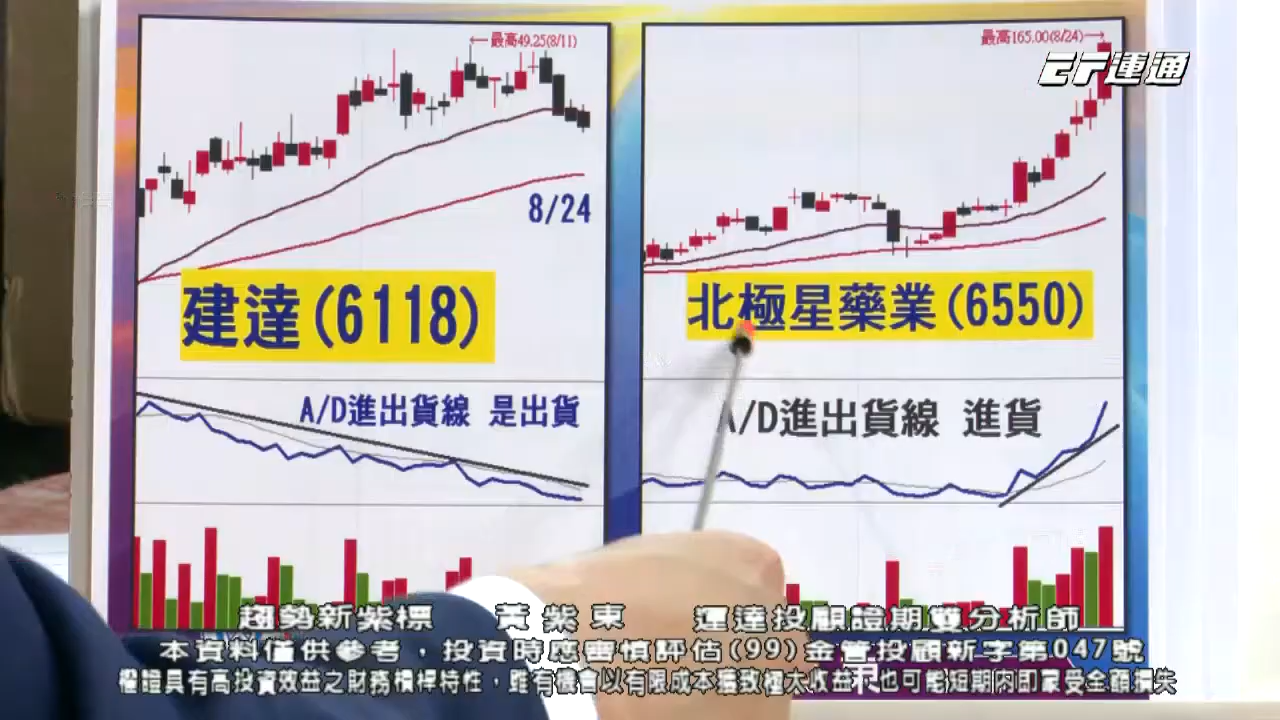 最高49.25(8/11)
最高165.00(8/24)
EF運通
8/24
建達(6118)
北極星藥業(6550)
A/D進出貨線 是出貨
A/D進出貨線 進貨
趨勢新紫標 黃紫東 運達投顧證期雙分析師
本資料僅供參考，投資時應審慎評估(99)金管投顧新字第047號
權證具有高投資效益之財務槓桿特性，雖有機會以有限成本獲致極大收益 也可能短期內即蒙受金額損失